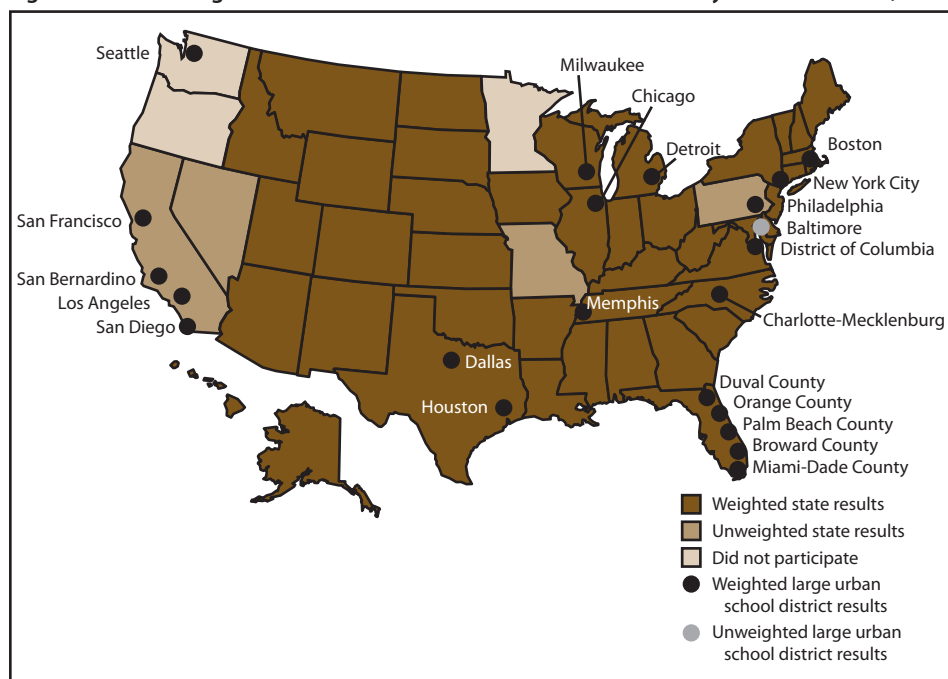 Seattle
Milwaukee
Chicago
Detroit
Boston
New York City
Philadelphia
Baltimore
District of Columbia
San Francisco
San Bernardino
Los Angeles
San Diego
Memphis
Charlotte-Mecklenburg
Dallas
Houston
Duval County
Orange County
Palm Beach County
Broward County
Miami-Dade County
Weighted state results
Unweighted state results
Did not participate
Weighted large urban
school district results
Unweighted large urban
school district results